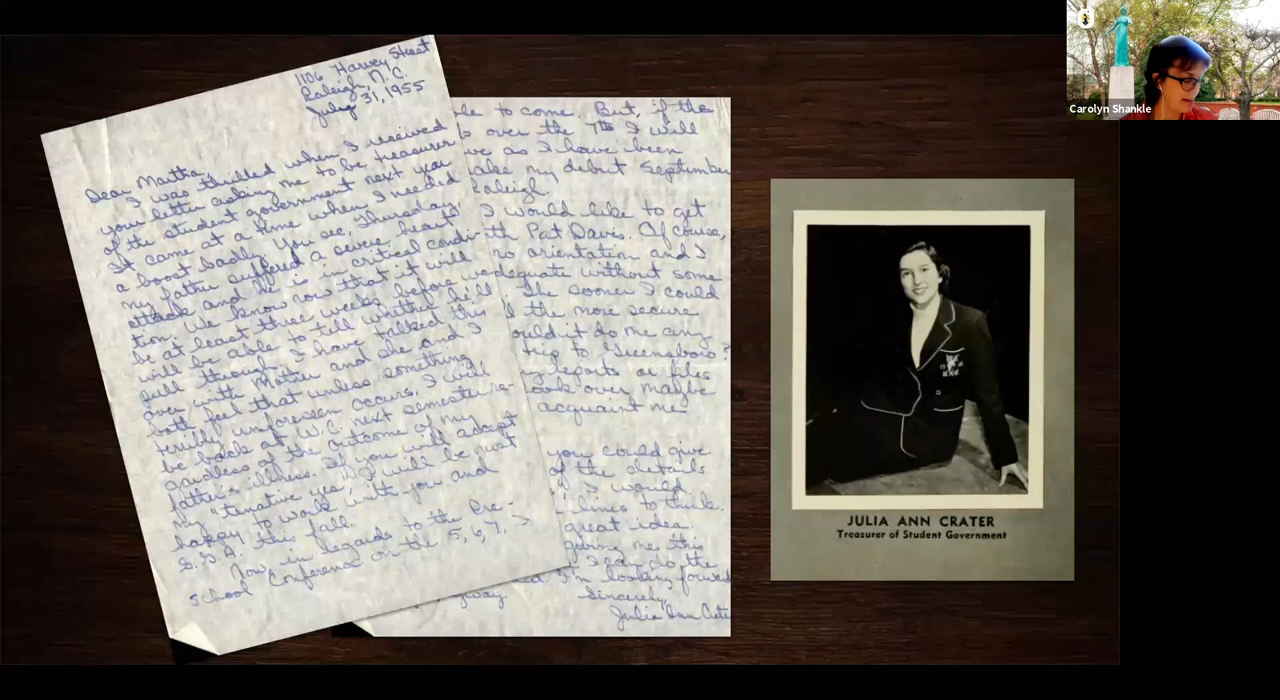 1106 Harvey Street
Raleigh, N.C.
July 31, 1955
Dear Martha,
I was thrilled when I received
your letter asking me to be treasurer
of the student government next year
It came at a time when I needed
a boost badly. You see, Thursday,
my father suffered a severe heart
attack and he is in critical condi-
tion. We know now that it will
be at least three weeks before we
will be able to tell whether he'll
pull through. I have talked this
over with Mother and she and I
both feel that unless something
terribly unforeseen occurs, I will
be back at W.C. next semester re-
gardless of the outcome of my
father's illness. If you will accept
my "tenative yes," I will be most
happy to work with you and
S.G.A. this fall.
Now, in regards to the Pre-
School Conference on the 5, 6, 7,
to come. But, if the
over the 7th I will
as I have been
my debut September
Raleigh.
I would like to get
Pat Davis. Of course,
no orientation and I
adequate without some
The sooner I could
the more secure
it do me any
trip to Greensboro?
reports or files
look over maybe
acquaint me
you could give
of the details
I would
lines to think.
great idea.
giving me this
I can do the
I'm looking forward
Sincerely,
Julia Ann Crater
JULIA ANN CRATER
Treasurer of Student Government
Carolyn Shankle